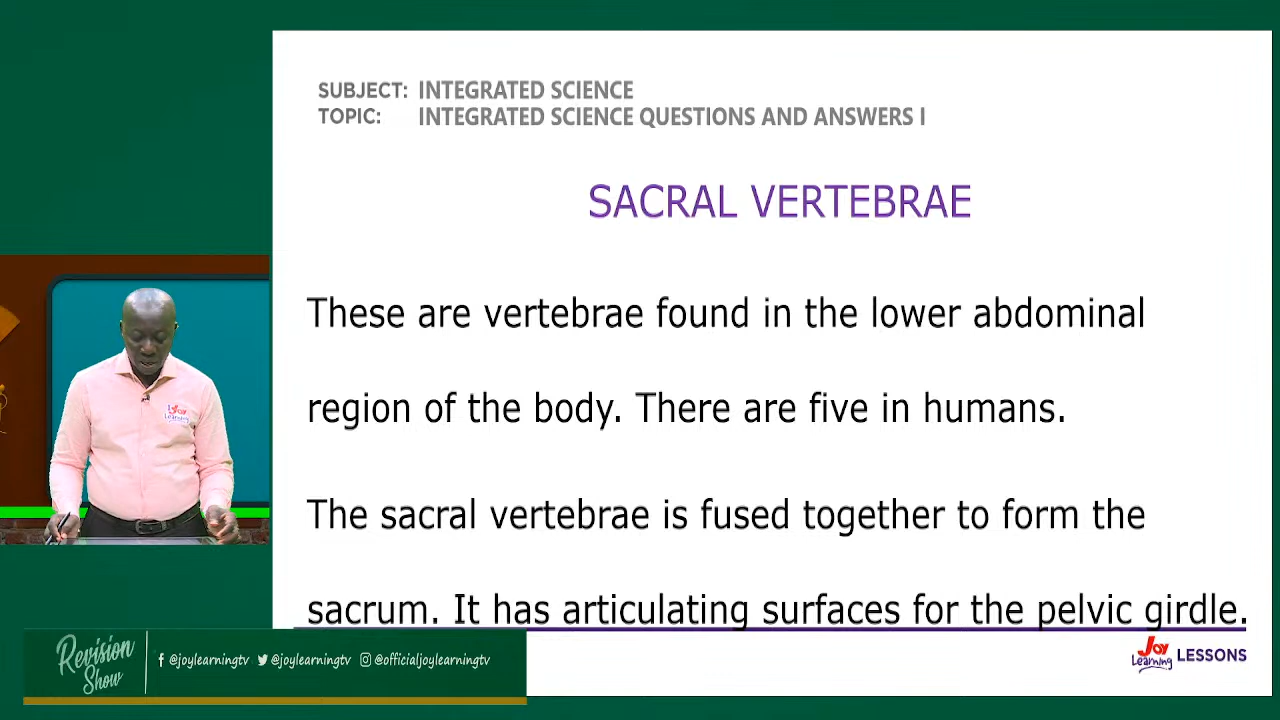 SUBJECT: INTEGRATED SCIENCE
TOPIC: INTEGRATED SCIENCE QUESTIONS AND ANSWERS I
SACRAL VERTEBRAE
These are vertebrae found in the lower abdominal
region of the body. There are five in humans.
The sacral vertebrae is fused together to form the
sacrum. It has articulating surfaces for the pelvic girdle.
Joy Learning
Revision Show
@joylearningtv @joylearningtv @officialjoylearningtv
Joy Learning LESSONS